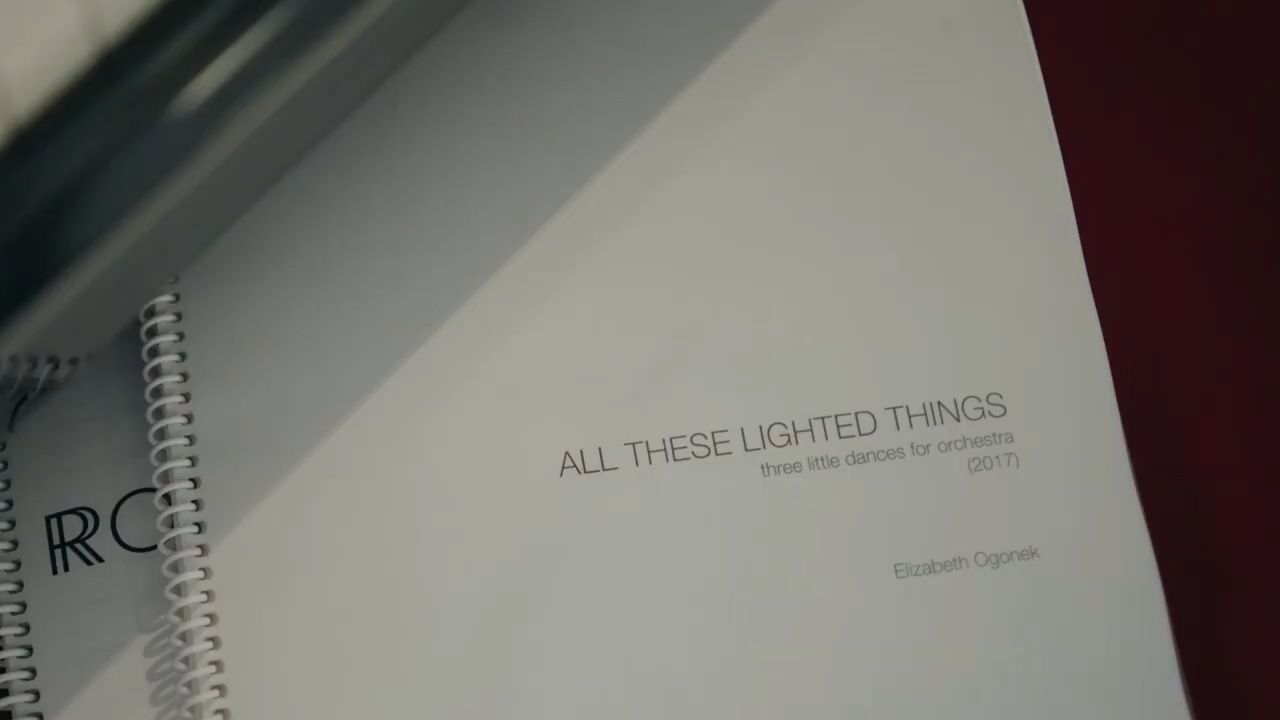 ALL THESE LIGHTED THINGS
three little dances for orchestra
(2017)
Elizabeth Ogonek